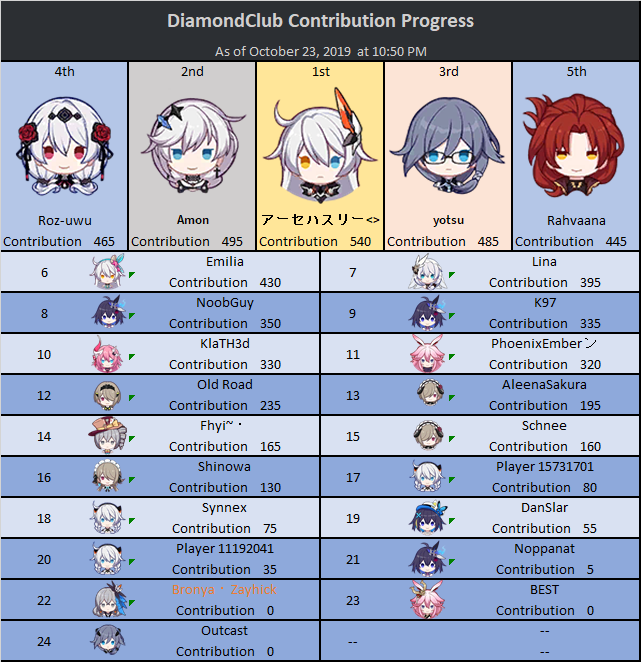 DiamondClub Contribution Progress
As of October 23, 2019 at 10:50 PM
4th
2nd
1st
3rd
5th
Roz-uwu
Amon
アーセハスリー<>
yotsu
Rahvaana
Contribution 465
Contribution 495
Contribution 540
Contribution 485
Contribution 445
6
Emilia
Contribution 430
7
Lina
Contribution 395
8
NoobGuy
Contribution 350
9
K97
Contribution 335
10
KlaTH3d
Contribution 330
11
PhoenixEmberン
Contribution 320
12
Old Road
Contribution 235
13
AleenaSakura
Contribution 195
14
Fhyi~・
Contribution 165
15
Schnee
Contribution 160
16
Shinowa
Contribution 130
17
Player 15731701
Contribution 80
18
Synnex
Contribution 75
19
DanSlar
Contribution 55
20
Player 11192041
Contribution 35
21
Noppanat
Contribution 5
22
Bronya・Zayhick
Contribution 0
23
BEST
Contribution 0
24
Outcast
Contribution 0
--
--
--